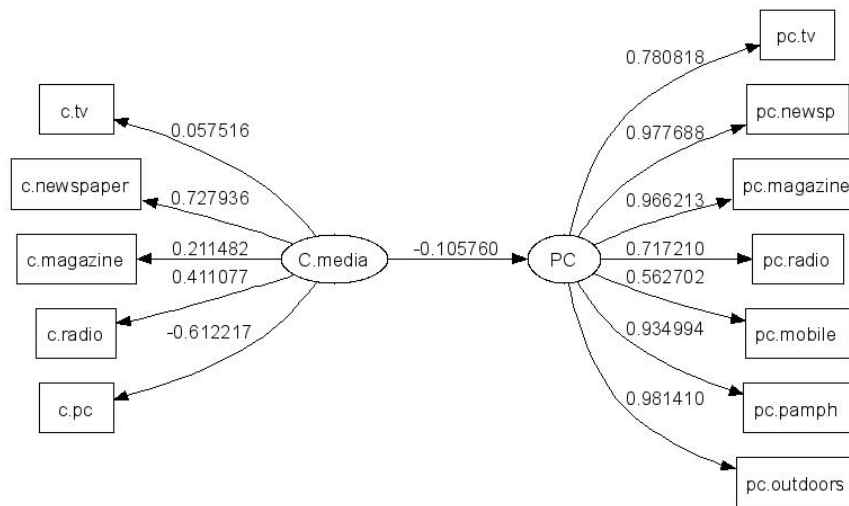 pc.tv
0.780818
c.tv
0.057516
pc.newsp
0.977688
c.newspaper
0.727936
pc.magazine
0.966213
c.magazine
0.211482
C.media
-0.105760
PC
0.717210
pc.radio
0.411077
0.562702
c.radio
-0.612217
pc.mobile
0.934994
c.pc
0.981410
pc.pamph
pc.outdoors